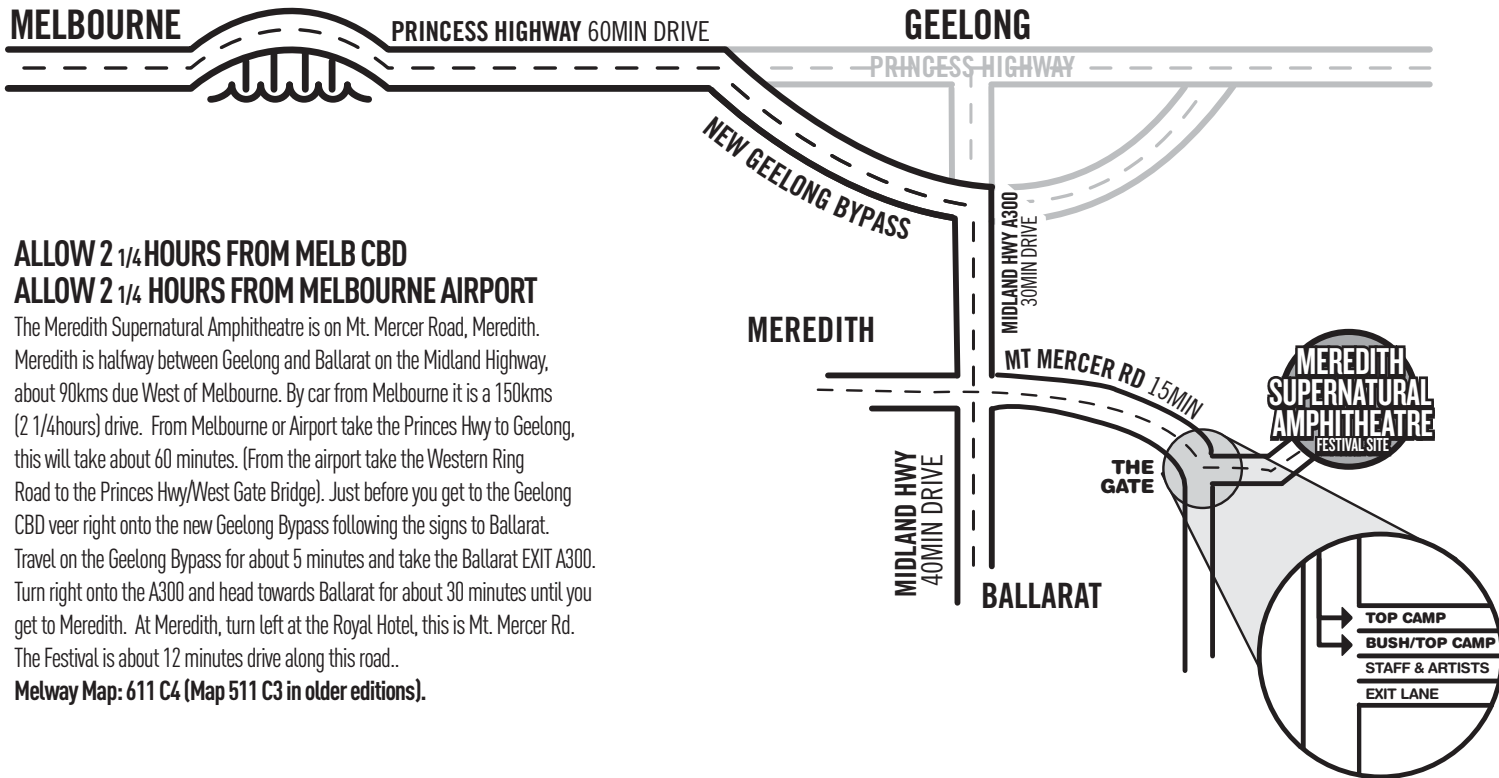 MELBOURNE
PRINCESS HIGHWAY 60MIN DRIVE
GEELONG
PRINCESS HIGHWAY
NEW GEELONG BYPASS
MIDLAND HWY A300
30MIN DRIVE
ALLOW 2 1/4 HOURS FROM MELB CBD
ALLOW 2 1/4 HOURS FROM MELBOURNE AIRPORT
The Meredith Supernatural Amphitheatre is on Mt. Mercer Road, Meredith.
Meredith is halfway between Geelong and Ballarat on the Midland Highway,
about 90kms due West of Melbourne. By car from Melbourne it is a 150kms
(2 1/4hours) drive. From Melbourne or Airport take the Princes Hwy to Geelong,
this will take about 60 minutes. (From the airport take the Western Ring
Road to the Princes Hwy/West Gate Bridge). Just before you get to the Geelong
CBD veer right onto the new Geelong Bypass following the signs to Ballarat.
Travel on the Geelong Bypass for about 5 minutes and take the Ballarat EXIT A300.
Turn right onto the A300 and head towards Ballarat for about 30 minutes until you
get to Meredith. At Meredith, turn left at the Royal Hotel, this is Mt. Mercer Rd.
The Festival is about 12 minutes drive along this road..
Melway Map: 611 C4 (Map 511 C3 in older editions).
MEREDITH
MT MERCER RD 15MIN
MEREDITH
SUPERNATURAL
AMPHITHEATRE
FESTIVAL SITE
THE
GATE
MIDLAND HWY
40MIN DRIVE
BALLARAT
TOP CAMP
BUSH/TOP CAMP
STAFF & ARTISTS
EXIT LANE